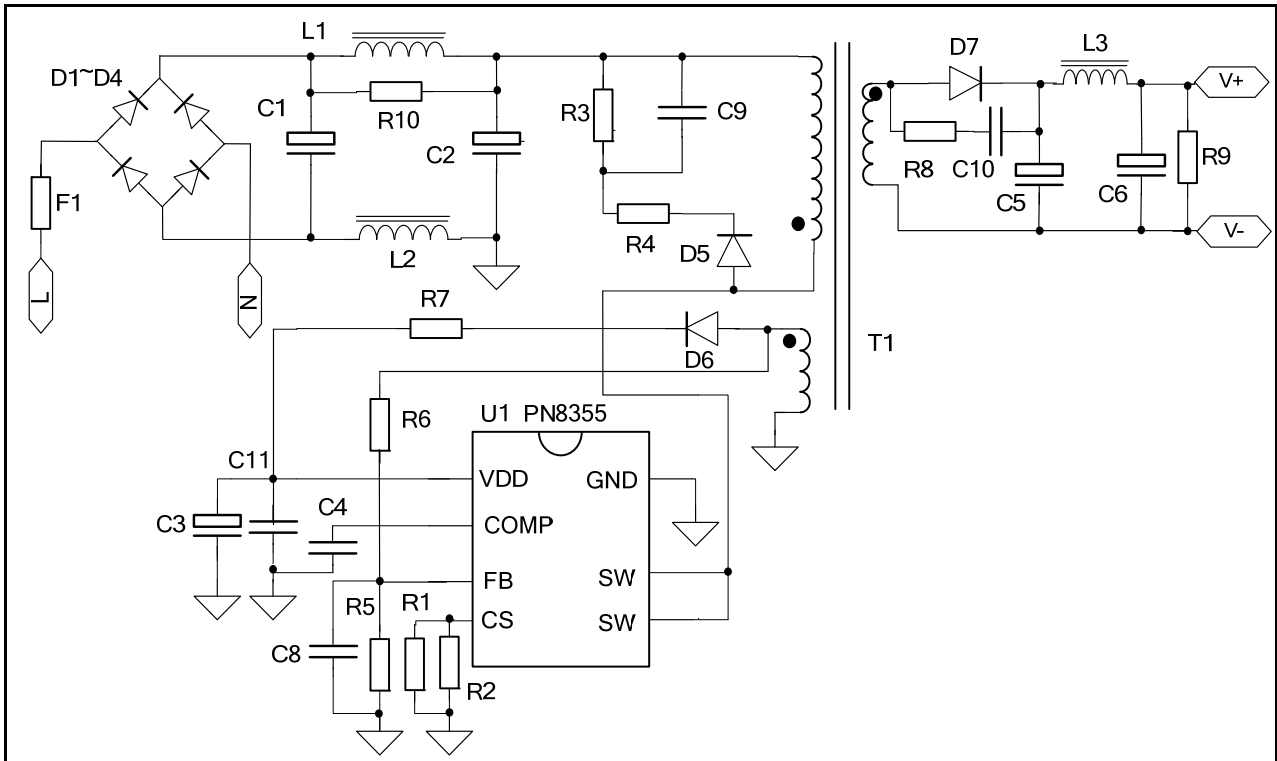 L1
D7
L3
D1~D4
V+
C1
R10
C2
R3
C9
R8
C10
C5
C6
R9
F1
L2
R4
D5
V-
L
N
R7
D6
T1
R6
U1 PN8355
C11
VDD
GND
C3
C4
COMP
FB
SW
R5
R1
CS
SW
C8
R2